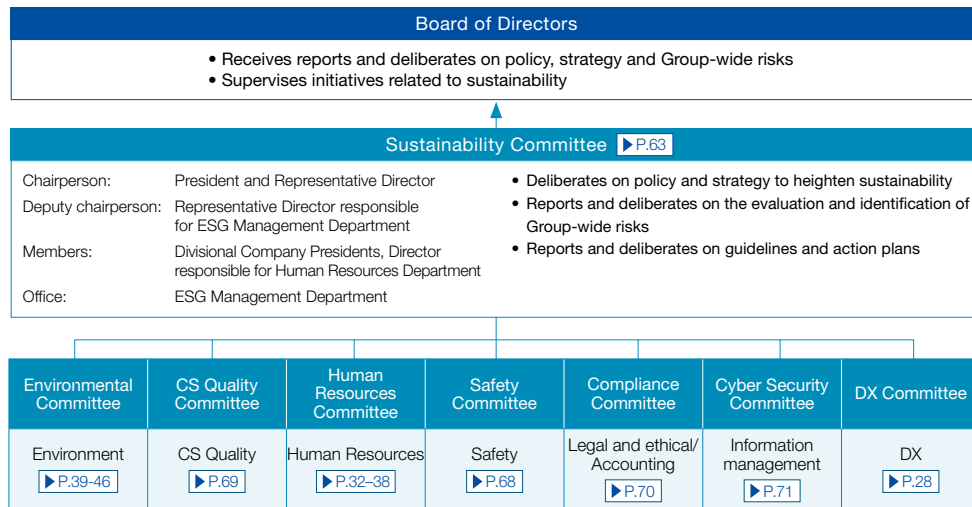 Board of Directors
• Receives reports and deliberates on policy, strategy and Group-wide risks
• Supervises initiatives related to sustainability
Sustainability Committee ▶P.63
Chairperson: President and Representative Director
Deputy chairperson: Representative Director responsible
for ESG Management Department
Members: Divisional Company Presidents, Director
responsible for Human Resources Department
Office: ESG Management Department
• Deliberates on policy and strategy to heighten sustainability
• Reports and deliberates on the evaluation and identification of
Group-wide risks
• Reports and deliberates on guidelines and action plans
Environmental
Committee
Environment
▶P.39-46
CS Quality
Committee
CS Quality
▶P.69
Human
Resources
Committee
Human Resources
▶P.32–38
Safety
Committee
Safety
▶P.68
Compliance
Committee
Legal and ethical/
Accounting
▶P.70
Cyber Security
Committee
Information
management
▶P.71
DX Committee
DX
▶P.28